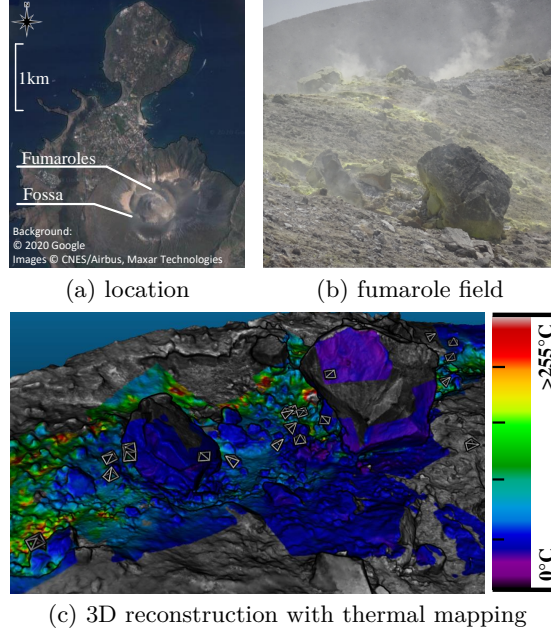 1km
Fumaroles
Fossa
Background:
© 2020 Google
Images © CNES/Airbus, Maxar Technologies
(a) location
(b) fumarole field
>255°C
0°C
(c) 3D reconstruction with thermal mapping